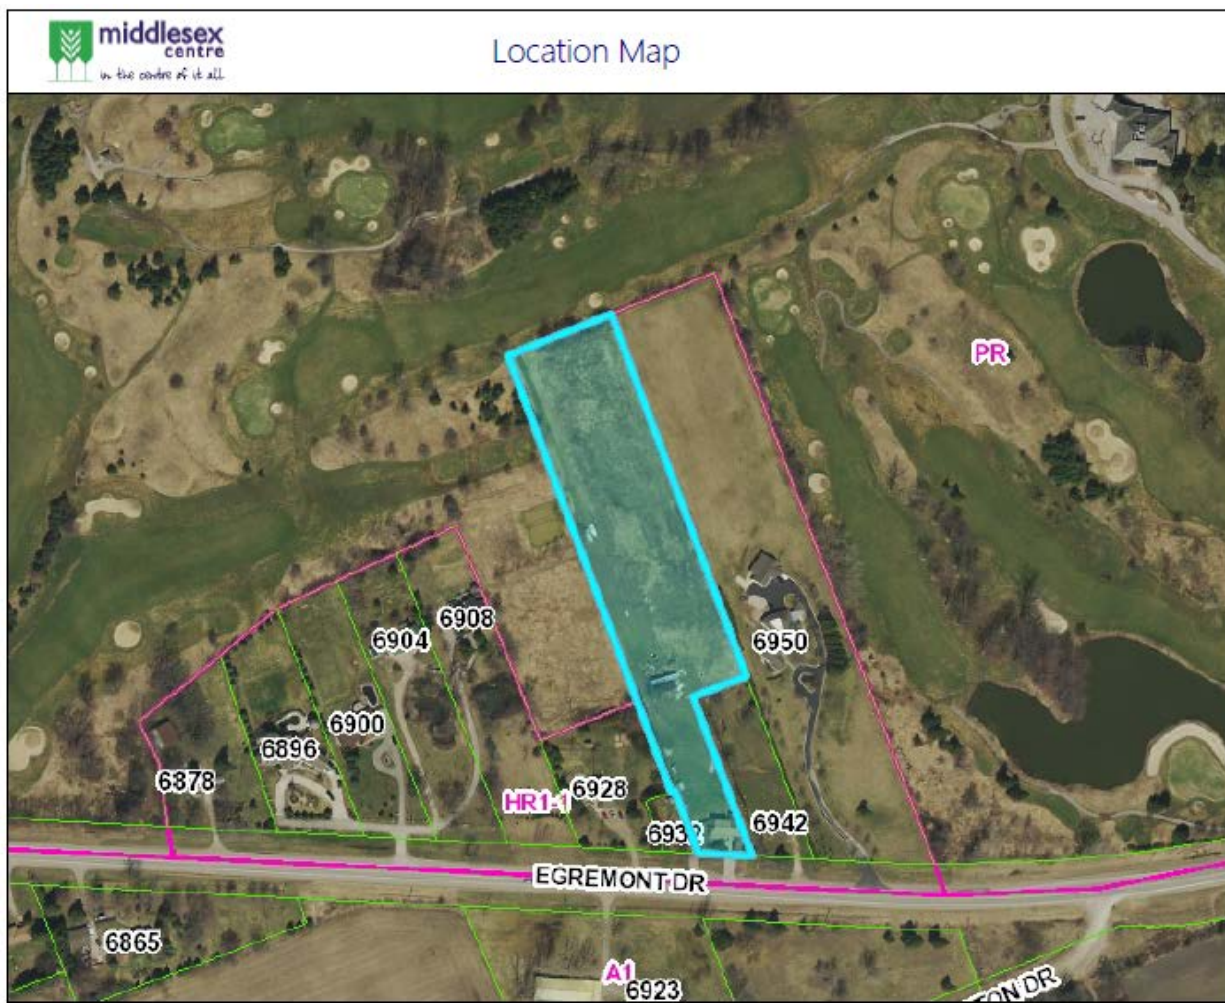 middlesex
centre
in the centre of it all
Location Map
PR
6908
6904
6950
6900
6896
6878
6928
HR1-1
6942
EGREMONT DR
6865
A1
6923